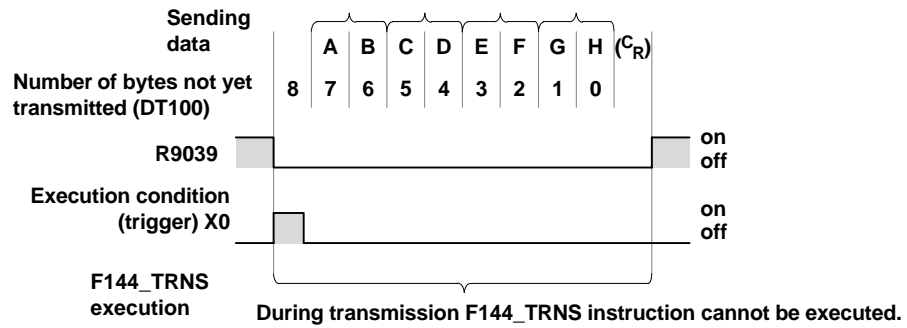 Sending
data
A B C D E F G H (CR)
Number of bytes not yet
transmitted (DT100)
8 7 6 5 4 3 2 1 0
R9039
on
off
Execution condition
(trigger) X0
on
off
F144_TRNS
execution
During transmission F144_TRNS instruction cannot be executed.